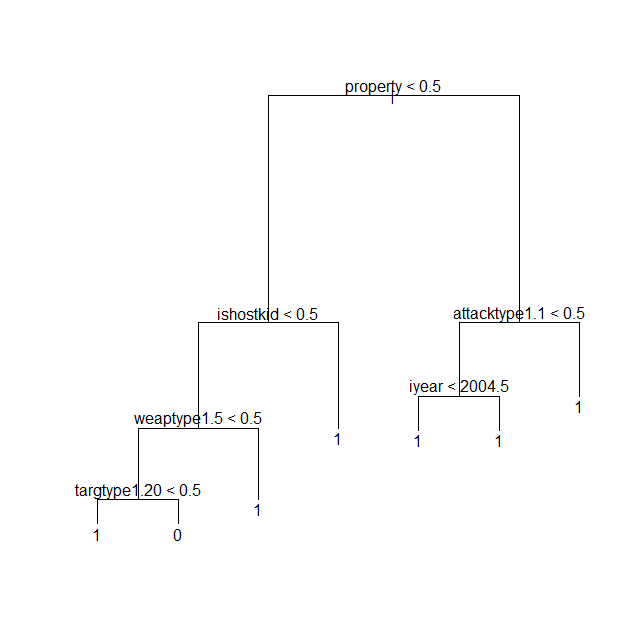 property < 0.5
ishostkid < 0.5
attacktype1.1 < 0.5
iyear < 2004.5
1
weaptype1.5 < 0.5
1
1
1
targtype1.20 < 0.5
1
1
0